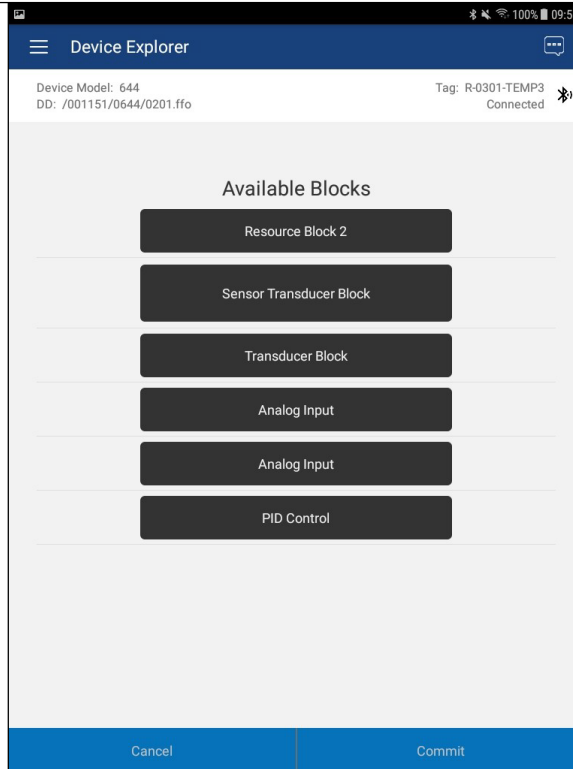 100% 09:5
Device Explorer
Device Model: 644
Tag: R-0301-TEMP3
DD: /001151/0644/0201.ffo
Connected
Available Blocks
Resource Block 2
Sensor Transducer Block
Transducer Block
Analog Input
Analog Input
PID Control
Cancel
Commit